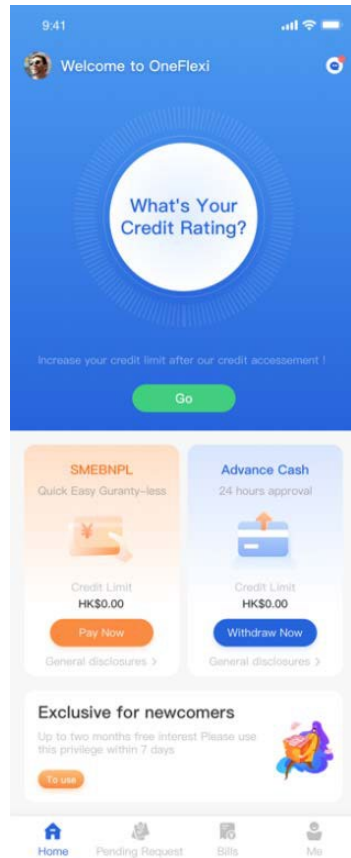 9:41
Welcome to OneFlexi
What's Your
Credit Rating?
Increase your credit limit after our credit accessement !
Go
SMEBNPL
Quick Easy Guranty-less
¥
Credit Limit
HK$0.00
Pay Now
General disclosures >
Advance Cash
24 hours approval
Credit Limit
HK$0.00
Withdraw Now
General disclosures >
Exclusive for newcomers
Up to two months free interest Please use
this privilege within 7 days
To use
Home
Pending Request
Bills
Me